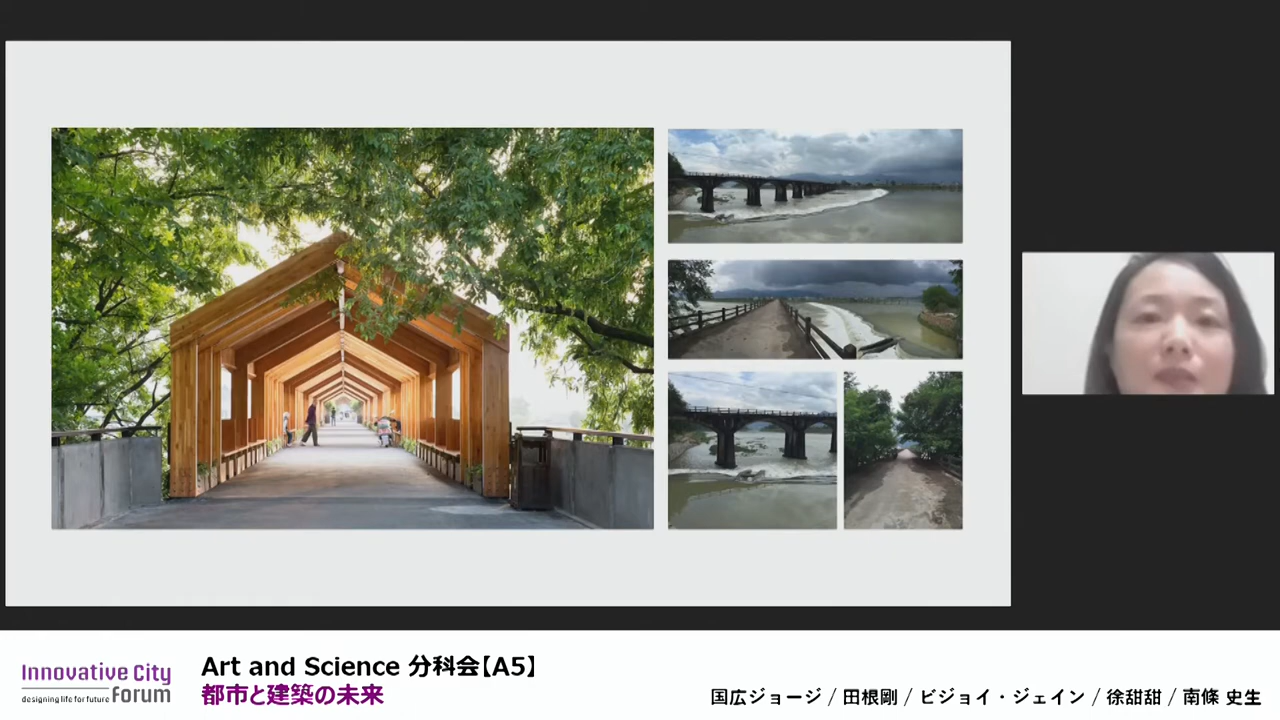 Innovative City
designing life for future Forum
Art and Science 分科会【A5】
都市と建築の未来
国広ジョージ / 田根剛 / ビジョイ・ジェイン / 徐甜甜 / 南條 史生